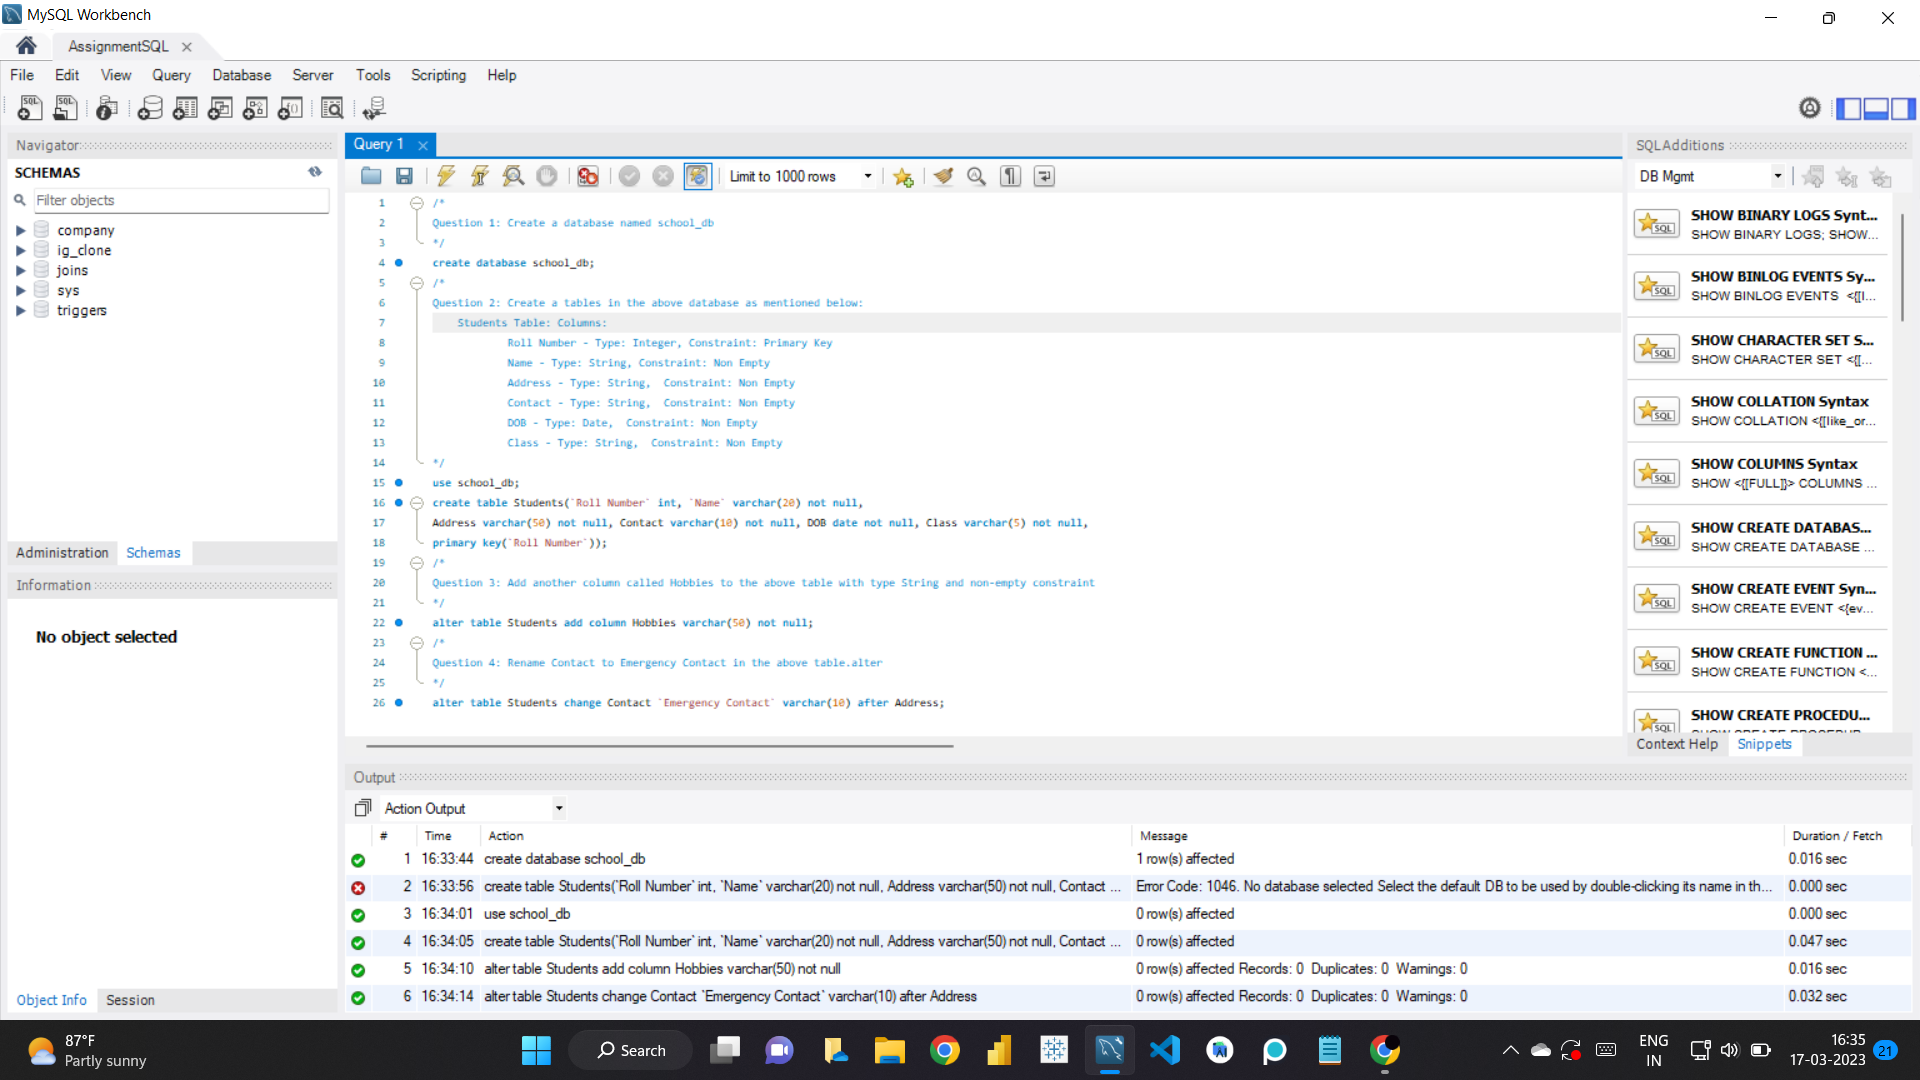 MySQL Workbench
AssignmentSQL
File Edit View Query Database Server Tools Scripting Help
Navigator
SCHEMAS
Filter objects
company
ig_clone
joins
sys
triggers
Administration Schemas
Information
No object selected
Object Info Session
Query 1
Limit to 1000 rows
1 /*
2 Question 1: Create a database named school_db
3 */
4 create database school_db;
5 /*
6 Question 2: Create a tables in the above database as mentioned below:
7 Students Table: Columns:
8 Roll Number - Type: Integer, Constraint: Primary Key
9 Name - Type: String, Constraint: Non Empty
10 Address - Type: String, Constraint: Non Empty
11 Contact - Type: String, Constraint: Non Empty
12 DOB - Type: Date, Constraint: Non Empty
13 Class - Type: String, Constraint: Non Empty
14 */
15 use school_db;
16 create table Students(`Roll Number` int, `Name` varchar(20) not null,
17 Address varchar(50) not null, Contact varchar(10) not null, DOB date not null, Class varchar(5) not null,
18 primary key(`Roll Number`));
19 /*
20 Question 3: Add another column called Hobbies to the above table with type String and non-empty constraint
21 */
22 alter table Students add column Hobbies varchar(50) not null;
23 /*
24 Question 4: Rename Contact to Emergency Contact in the above table.alter
25 */
26 alter table Students change Contact `Emergency Contact` varchar(10) after Address;
SQLAdditions
DB Mgmt
SHOW BINARY LOGS Synt...
SHOW BINARY LOGS; SHOW...
SHOW BINLOG EVENTS Sy...
SHOW BINLOG EVENTS <{[I...
SHOW CHARACTER SET S...
SHOW CHARACTER SET <{[...
SHOW COLLATION Syntax
SHOW COLLATION <{[like_or...
SHOW COLUMNS Syntax
SHOW <{[FULL]}> COLUMNS ...
SHOW CREATE DATABAS...
SHOW CREATE DATABASE ...
SHOW CREATE EVENT Syn...
SHOW CREATE EVENT <{ev...
SHOW CREATE FUNCTION ...
SHOW CREATE FUNCTION <...
SHOW CREATE PROCEDU...
Context Help Snippets
Output
Action Output
# Time Action Message Duration / Fetch
1 16:33:44 create database school_db 1 row(s) affected 0.016 sec
2 16:33:56 create table Students(`Roll Number` int, `Name` varchar(20) not null, Address varchar(50) not null, Contact ... Error Code: 1046. No database selected Select the default DB to be used by double-clicking its name in th... 0.000 sec
3 16:34:01 use school_db 0 row(s) affected 0.000 sec
4 16:34:05 create table Students(`Roll Number` int, `Name` varchar(20) not null, Address varchar(50) not null, Contact ... 0 row(s) affected 0.047 sec
5 16:34:10 alter table Students add column Hobbies varchar(50) not null 0 row(s) affected Records: 0 Duplicates: 0 Warnings: 0 0.016 sec
6 16:34:14 alter table Students change Contact `Emergency Contact` varchar(10) after Address 0 row(s) affected Records: 0 Duplicates: 0 Warnings: 0 0.032 sec
87°F
Partly sunny
Search
ENG
IN
16:35
17-03-2023
21